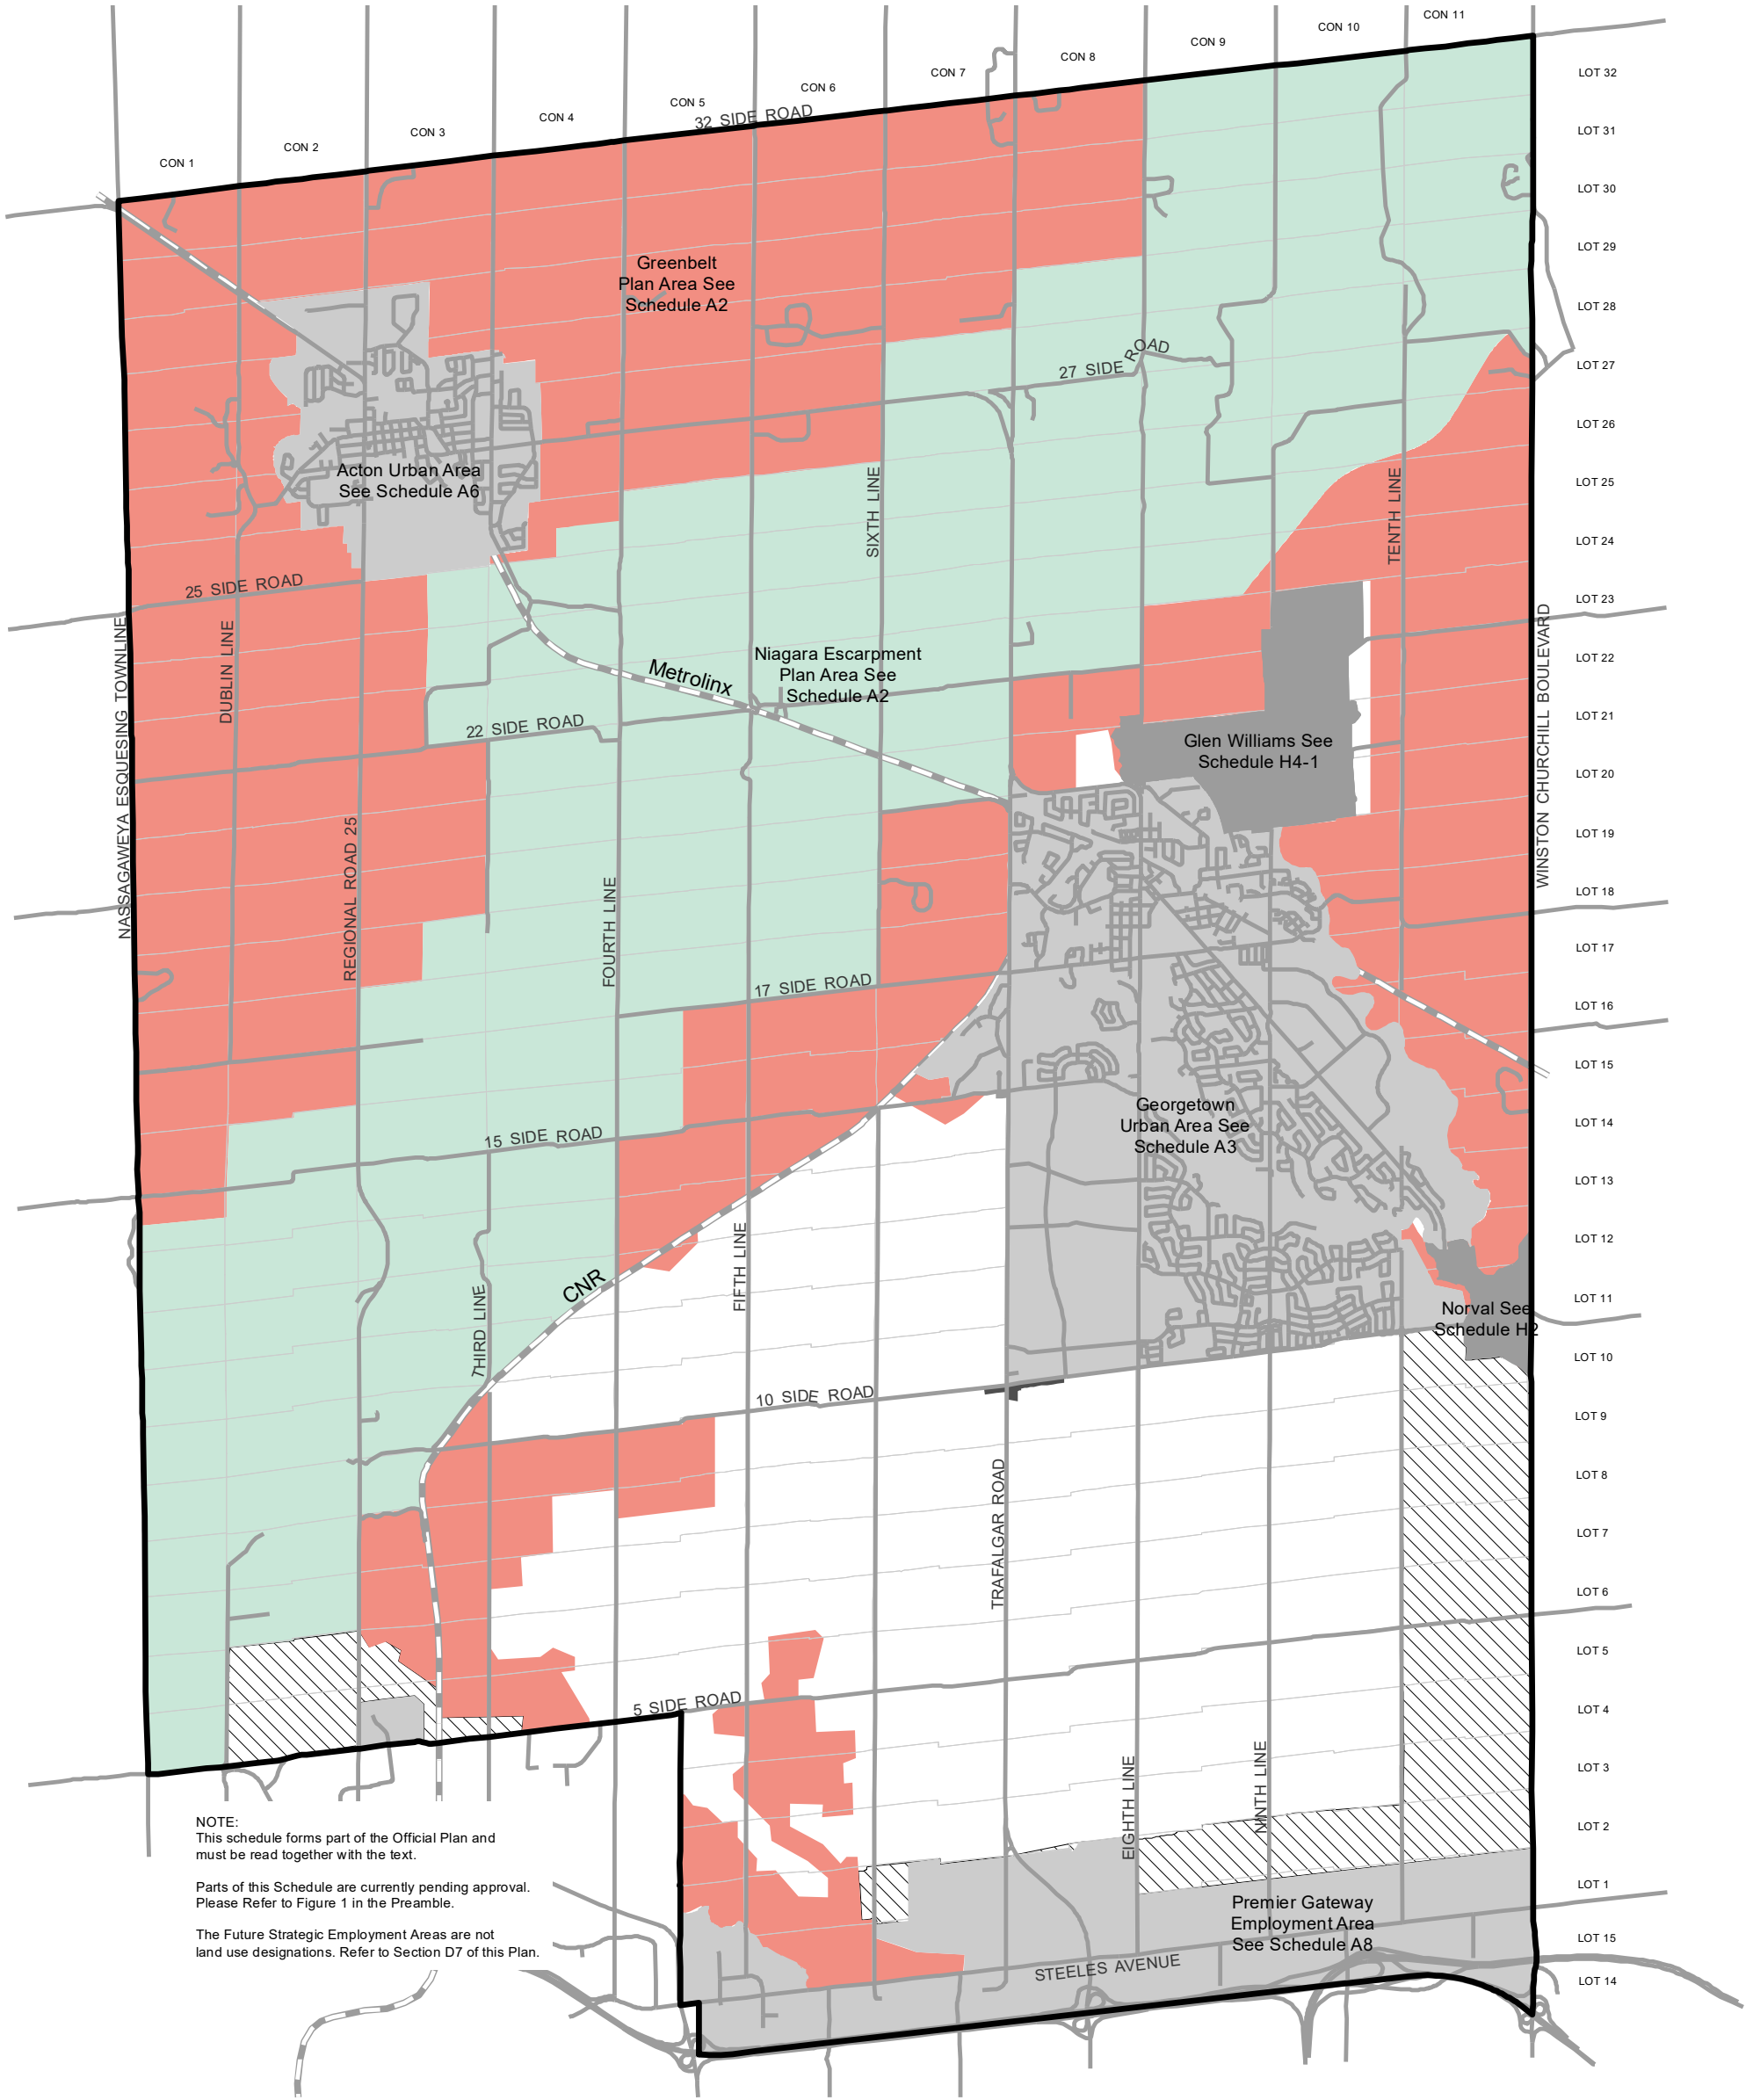 CON 11
CON 10
CON 9
CON 8
CON 7
CON 6
CON 5
CON 4
CON 3
CON 2
CON 1
32 SIDE ROAD
LOT 32
LOT 31
LOT 30
LOT 29
LOT 28
LOT 27
LOT 26
LOT 25
LOT 24
LOT 23
LOT 22
LOT 21
LOT 20
LOT 19
LOT 18
LOT 17
LOT 16
LOT 15
LOT 14
LOT 13
LOT 12
LOT 11
LOT 10
LOT 9
LOT 8
LOT 7
LOT 6
LOT 5
LOT 4
LOT 3
LOT 2
LOT 1
LOT 15
LOT 14
Greenbelt
Plan Area See
Schedule A2
27 SIDE ROAD
Acton Urban Area
See Schedule A6
SIXTH LINE
TENTH LINE
25 SIDE ROAD
NASSAGAWEYA ESQUESING TOWNLINE
DUBLIN LINE
Metrolinx
Niagara Escarpment
Plan Area See
Schedule A2
22 SIDE ROAD
Glen Williams See
Schedule H4-1
WINSTON CHURCHILL BOULEVARD
REGIONAL ROAD 25
FOURTH LINE
17 SIDE ROAD
Georgetown
Urban Area See
Schedule A3
15 SIDE ROAD
CNR
THIRD LINE
FIFTH LINE
Norval See
Schedule H2
10 SIDE ROAD
TRAFALGAR ROAD
5 SIDE ROAD
EIGHTH LINE
NINTH LINE
NOTE:
This schedule forms part of the Official Plan and
must be read together with the text.
Parts of this Schedule are currently pending approval.
Please Refer to Figure 1 in the Preamble.
The Future Strategic Employment Areas are not
land use designations. Refer to Section D7 of this Plan.
Premier Gateway
Employment Area
See Schedule A8
STEELES AVENUE